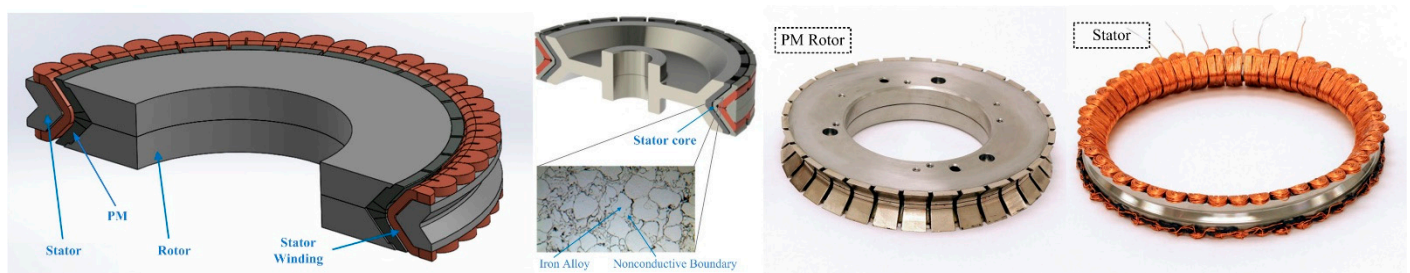 PM
Stator
Rotor
Stator
Winding
Stator core
Iron Alloy
Nonconductive Boundary
PM Rotor
Stator